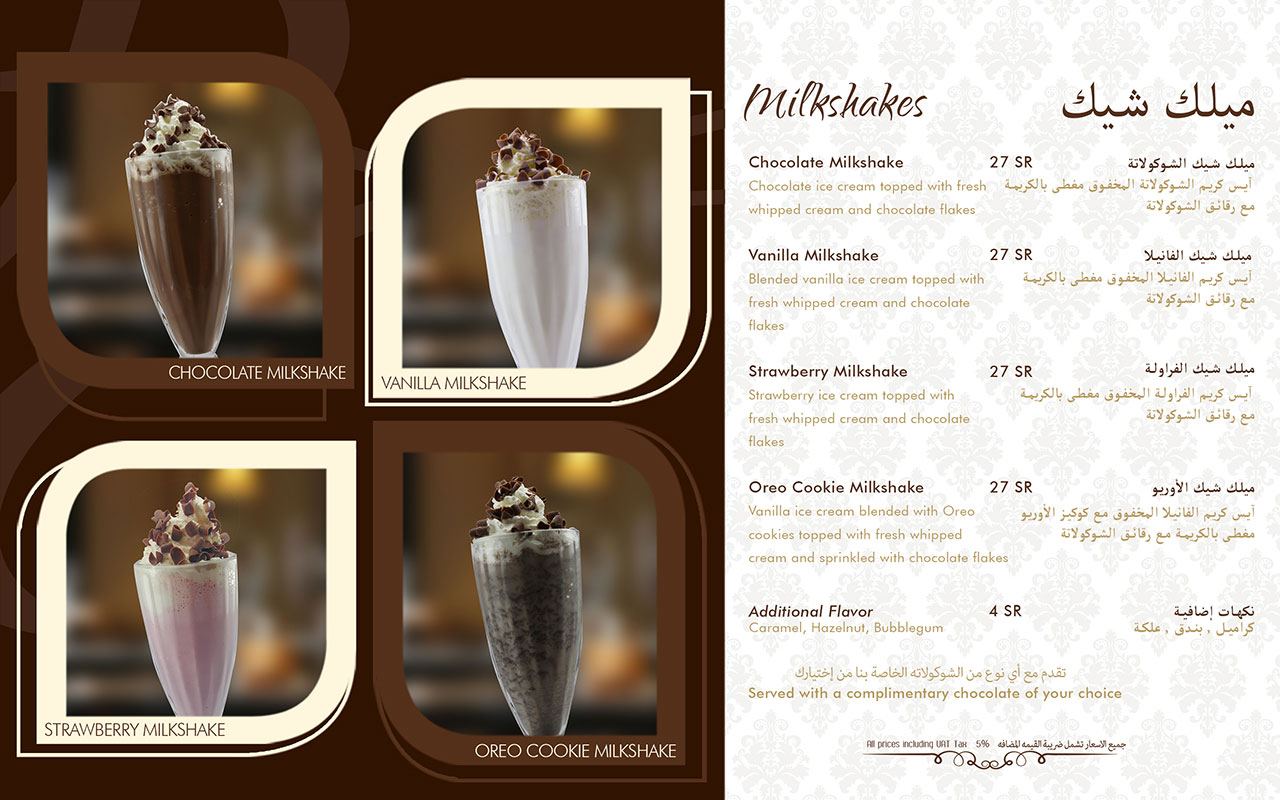 CHOCOLATE MILKSHAKE
VANILLA MILKSHAKE
STRAWBERRY MILKSHAKE
OREO COOKIE MILKSHAKE
Milkshakes ميلك شيك
Chocolate Milkshake 27 SR ميلك شيك الشوكولاتة
Chocolate ice cream topped with fresh آيس كريم الشوكولاتة المخفوق مغطى بالكريمة
whipped cream and chocolate flakes مع رقائق الشوكولاتة
Vanilla Milkshake 27 SR ميلك شيك الفانيلا
Blended vanilla ice cream topped with آيس كريم الفانيلا المخفوق مغطى بالكريمة
fresh whipped cream and chocolate مع رقائق الشوكولاتة
flakes
Strawberry Milkshake 27 SR ميلك شيك الفراولة
Strawberry ice cream topped with آيس كريم الفراولة المخفوق مغطى بالكريمة
fresh whipped cream and chocolate مع رقائق الشوكولاتة
flakes
Oreo Cookie Milkshake 27 SR ميلك شيك الأوريو
Vanilla ice cream blended with Oreo آيس كريم الفانيلا المخفوق مع كوكيز الأوريو
cookies topped with fresh whipped مغطى بالكريمة مع رقائق الشوكولاتة
cream and sprinkled with chocolate flakes
Additional Flavor 4 SR نكهات إضافية
Caramel, Hazelnut, Bubblegum كراميل , بندق , علكة
تقدم مع أي نوع من الشوكولاته الخاصة بنا من إختيارك
Served with a complimentary chocolate of your choice
All prices including VAT Tax 5% جميع الاسعار تشمل ضريبة القيمه المضافه